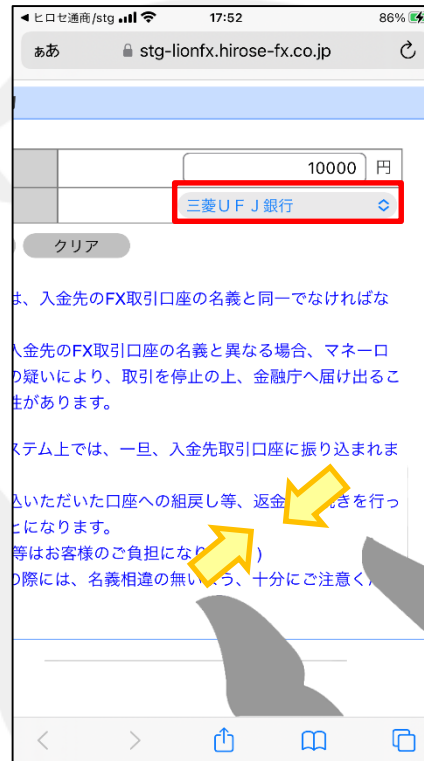 ◀ヒロセ通商/stg 17:52 86%
ぁあ stg-lionfx.hirose-fx.co.jp
10000 円
三菱ＵＦＪ銀行
クリア
は、入金先のFX取引口座の名義と同一でなければな
入金先のFX取引口座の名義と異なる場合、マネーロ
の疑いにより、取引を停止の上、金融庁へ届け出るこ
性があります。
ステム上では、一旦、入金先取引口座に振り込まれま
込いただいた口座への組戻し等、返金 きを行っ
とになります。
等はお客様のご負担にな )
の際には、名義相違の無い う、十分にご注意く